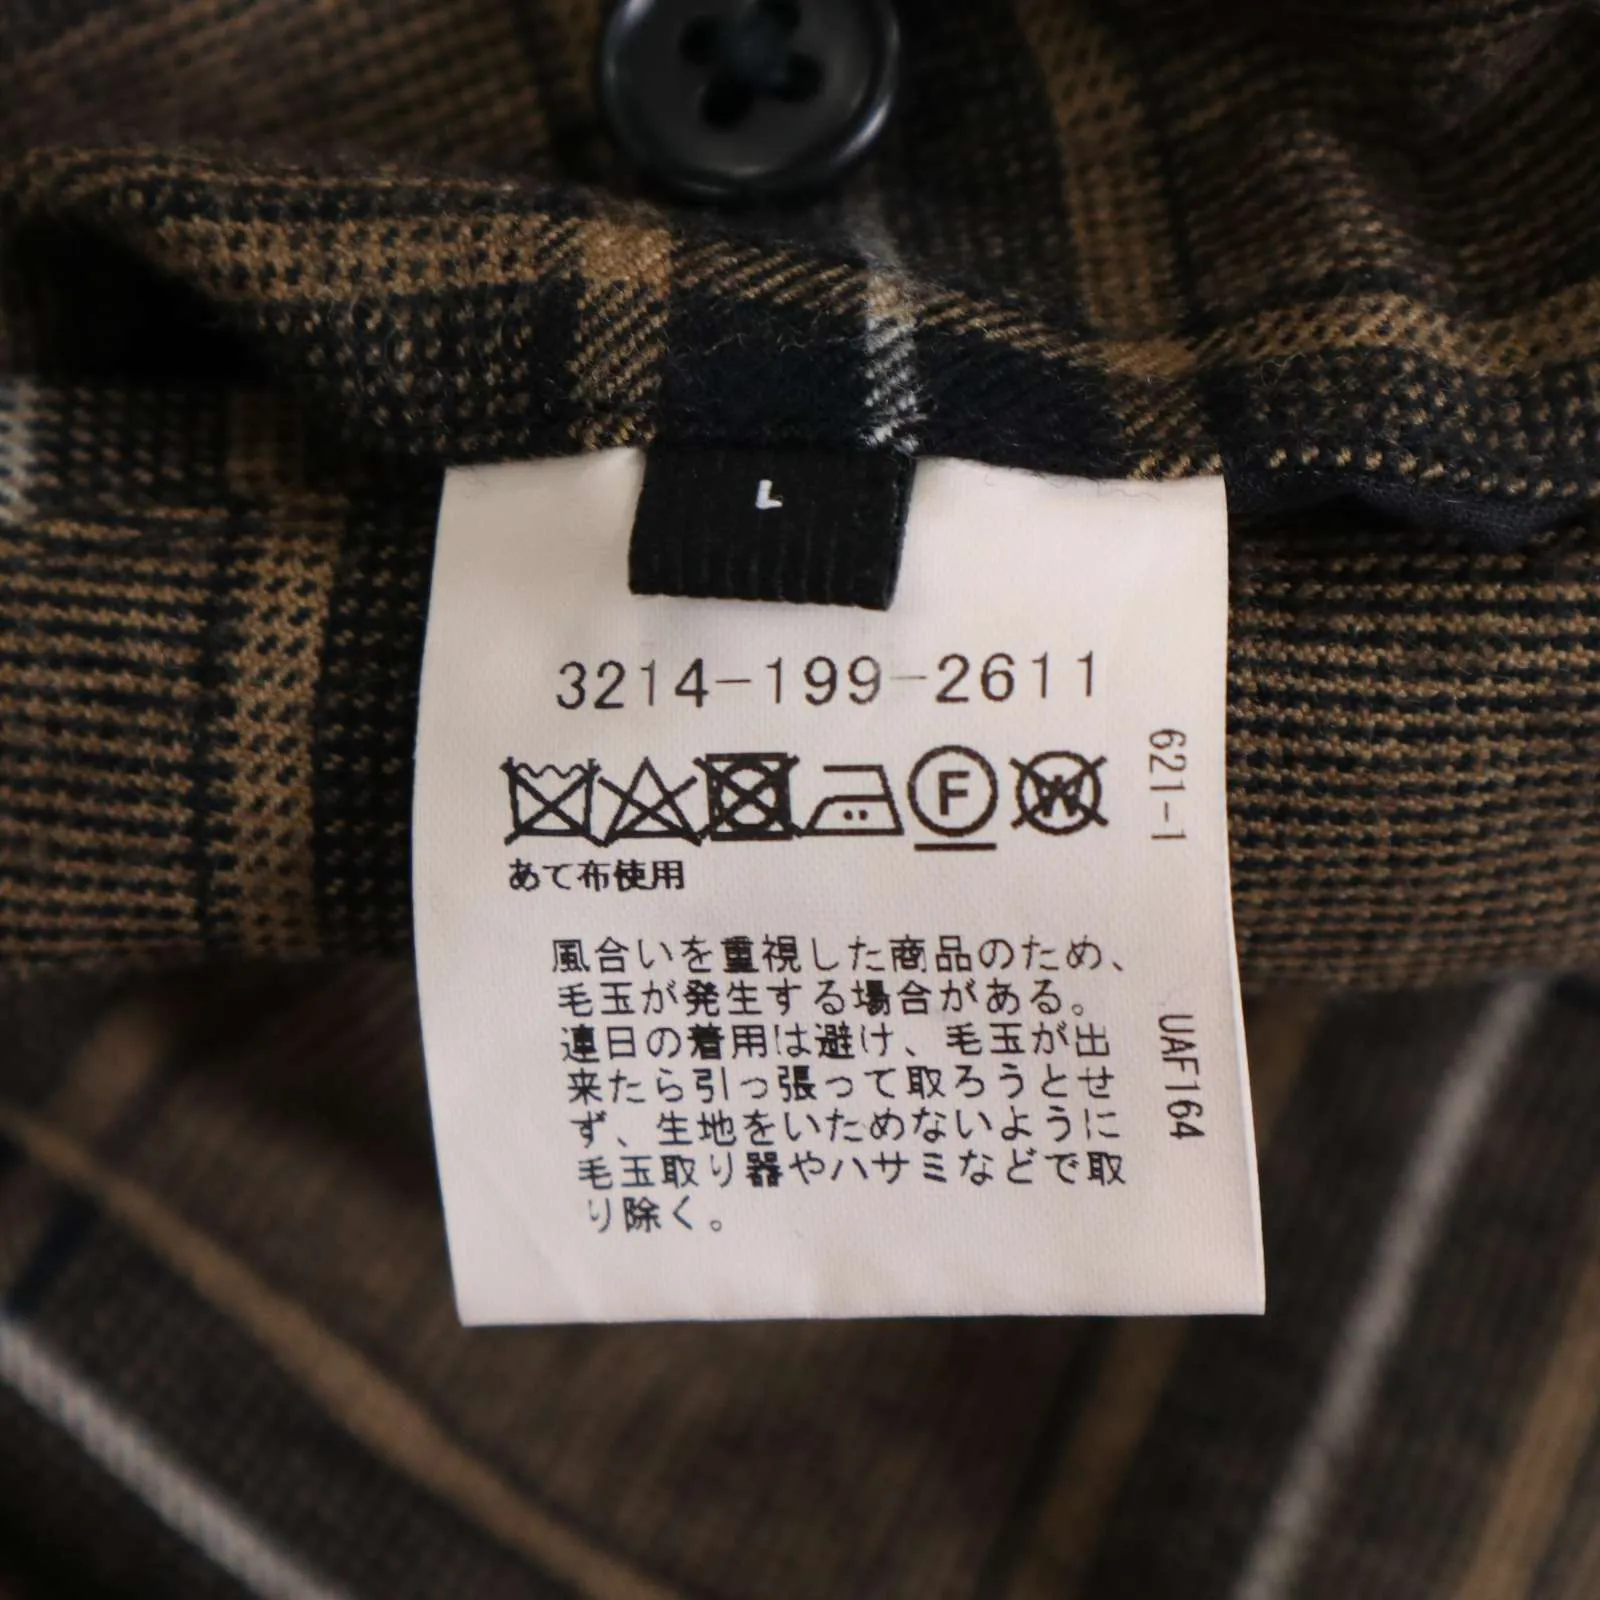 L
3214-199-2611
F W
あて布使用
風合いを重視した商品のため、
毛玉が発生する場合がある。
連日の着用は避け、毛玉が出
来たら引っ張って取ろうとせ
ず、生地をいためないように
毛玉取り器やハサミなどで取
り除く。
621-1
UAF164